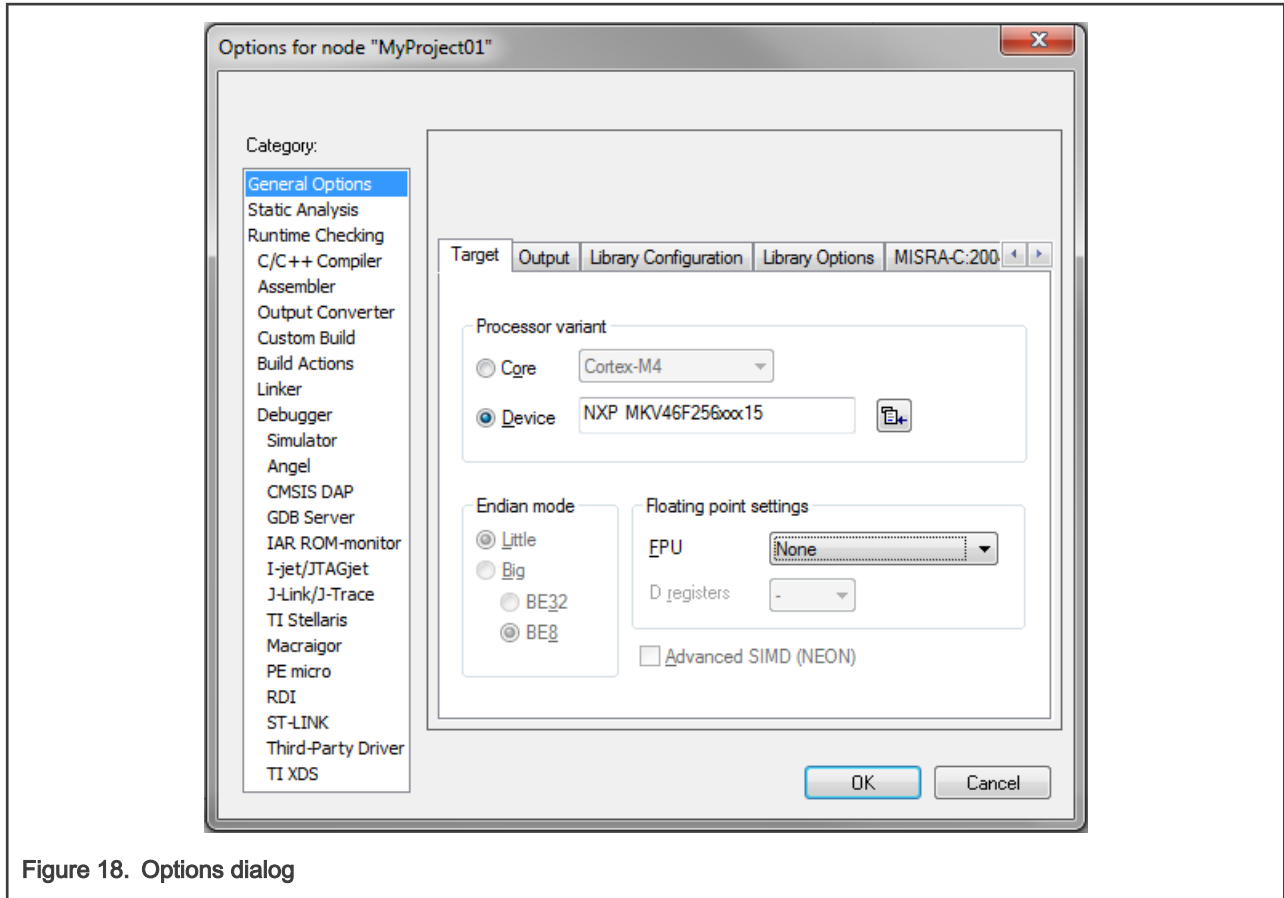 Options for node "MyProject01"
Category:
General Options
Static Analysis
Runtime Checking
C/C++ Compiler
Assembler
Output Converter
Custom Build
Build Actions
Linker
Debugger
Simulator
Angel
CMSIS DAP
GDB Server
IAR ROM-monitor
I-jet/JTAGjet
J-Link/J-Trace
TI Stellaris
Macraigor
PE micro
RDI
ST-LINK
Third-Party Driver
TI XDS
Target Output Library Configuration Library Options MISRA-C:200
Processor variant
Core Cortex-M4
Device NXP MKV46F256xxx15
Endian mode
Little
Big
BE32
BE8
Floating point settings
FPU None
D registers -
Advanced SIMD (NEON)
OK Cancel
Figure 18. Options dialog